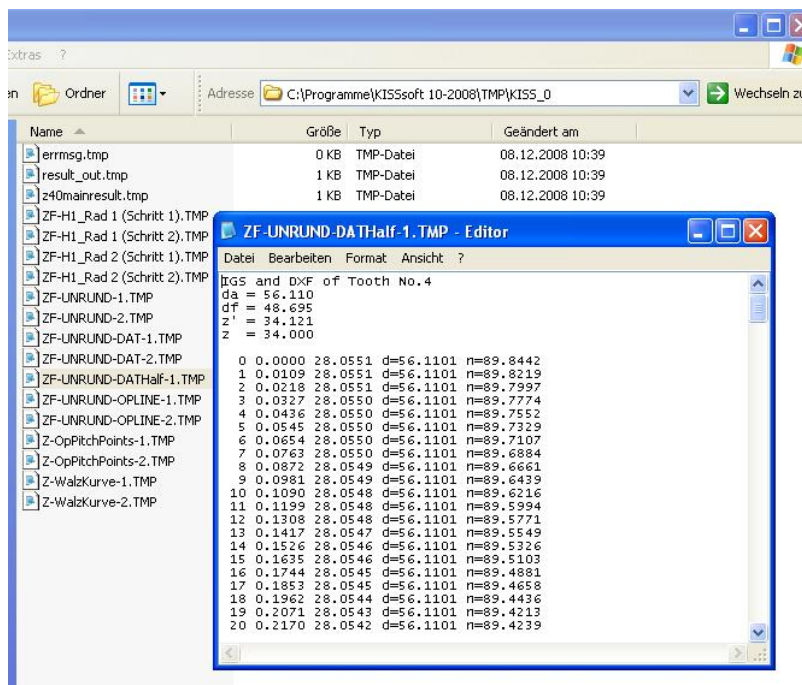 Extras ?
en Ordner Adresse C:\Programme\KISSsoft 10-2008\TMP\KISS_0 Wechseln zu
Name Größe Typ Geändert am
errmsg.tmp 0 KB TMP-Datei 08.12.2008 10:39
result_out.tmp 1 KB TMP-Datei 08.12.2008 10:39
z40mainresult.tmp 1 KB TMP-Datei 08.12.2008 10:39
ZF-H1_Rad 1 (Schritt 1).TMP
ZF-H1_Rad 1 (Schritt 2).TMP
ZF-H1_Rad 2 (Schritt 1).TMP
ZF-H1_Rad 2 (Schritt 2).TMP
ZF-UNRUND-1.TMP
ZF-UNRUND-2.TMP
ZF-UNRUND-DAT-1.TMP
ZF-UNRUND-DAT-2.TMP
ZF-UNRUND-DATHalf-1.TMP
ZF-UNRUND-OPLINE-1.TMP
ZF-UNRUND-OPLINE-2.TMP
Z-OpPitchPoints-1.TMP
Z-OpPitchPoints-2.TMP
Z-WalzKurve-1.TMP
Z-WalzKurve-2.TMP
ZF-UNRUND-DATHalf-1.TMP - Editor
Datei Bearbeiten Format Ansicht ?
IGS and DXF of Tooth No.4
da = 56.110
df = 48.695
z' = 34.121
z = 34.000
0 0.0000 28.0551 d=56.1101 n=89.8442
1 0.0109 28.0551 d=56.1101 n=89.8219
2 0.0218 28.0551 d=56.1101 n=89.7997
3 0.0327 28.0550 d=56.1101 n=89.7774
4 0.0436 28.0550 d=56.1101 n=89.7552
5 0.0545 28.0550 d=56.1101 n=89.7329
6 0.0654 28.0550 d=56.1101 n=89.7107
7 0.0763 28.0550 d=56.1101 n=89.6884
8 0.0872 28.0549 d=56.1101 n=89.6661
9 0.0981 28.0549 d=56.1101 n=89.6439
10 0.1090 28.0548 d=56.1101 n=89.6216
11 0.1199 28.0548 d=56.1101 n=89.5994
12 0.1308 28.0548 d=56.1101 n=89.5771
13 0.1417 28.0547 d=56.1101 n=89.5549
14 0.1526 28.0546 d=56.1101 n=89.5326
15 0.1635 28.0546 d=56.1101 n=89.5103
16 0.1744 28.0545 d=56.1101 n=89.4881
17 0.1853 28.0545 d=56.1101 n=89.4658
18 0.1962 28.0544 d=56.1101 n=89.4436
19 0.2071 28.0543 d=56.1101 n=89.4213
20 0.2170 28.0542 d=56.1101 n=89.4239